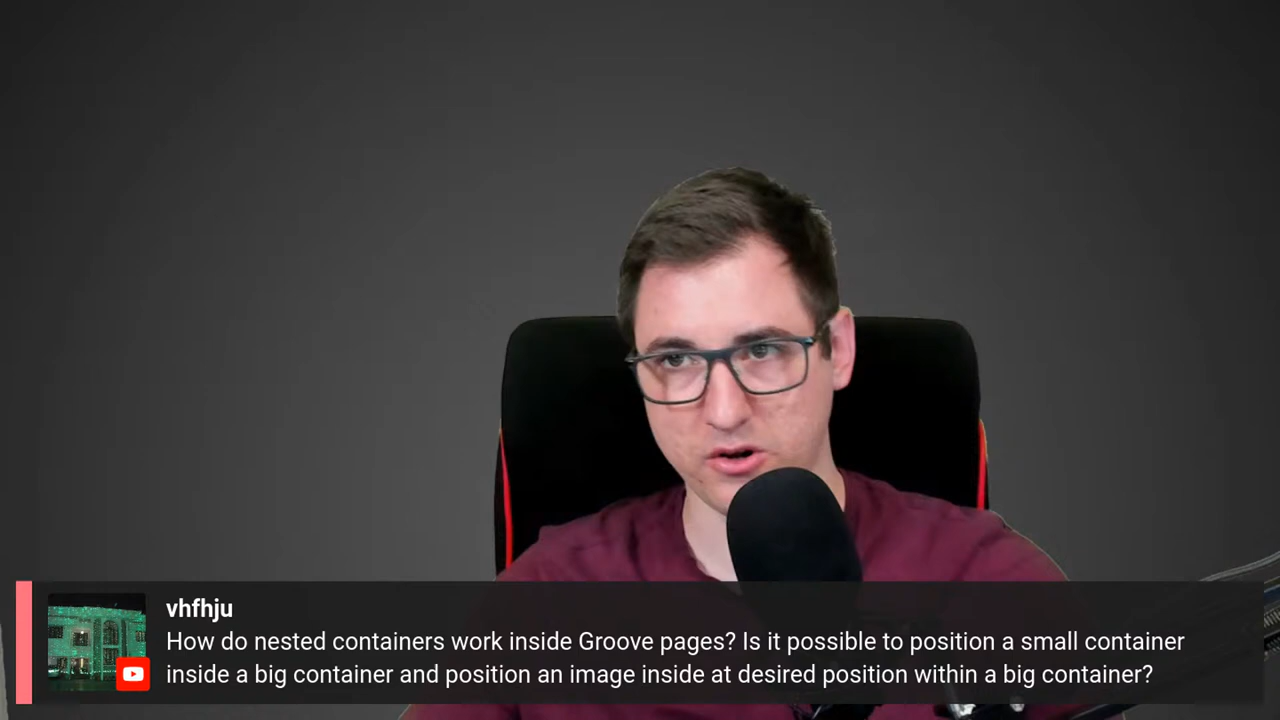 vhfhju
How do nested containers work inside Groove pages? Is it possible to position a small container
inside a big container and position an image inside at desired position within a big container?